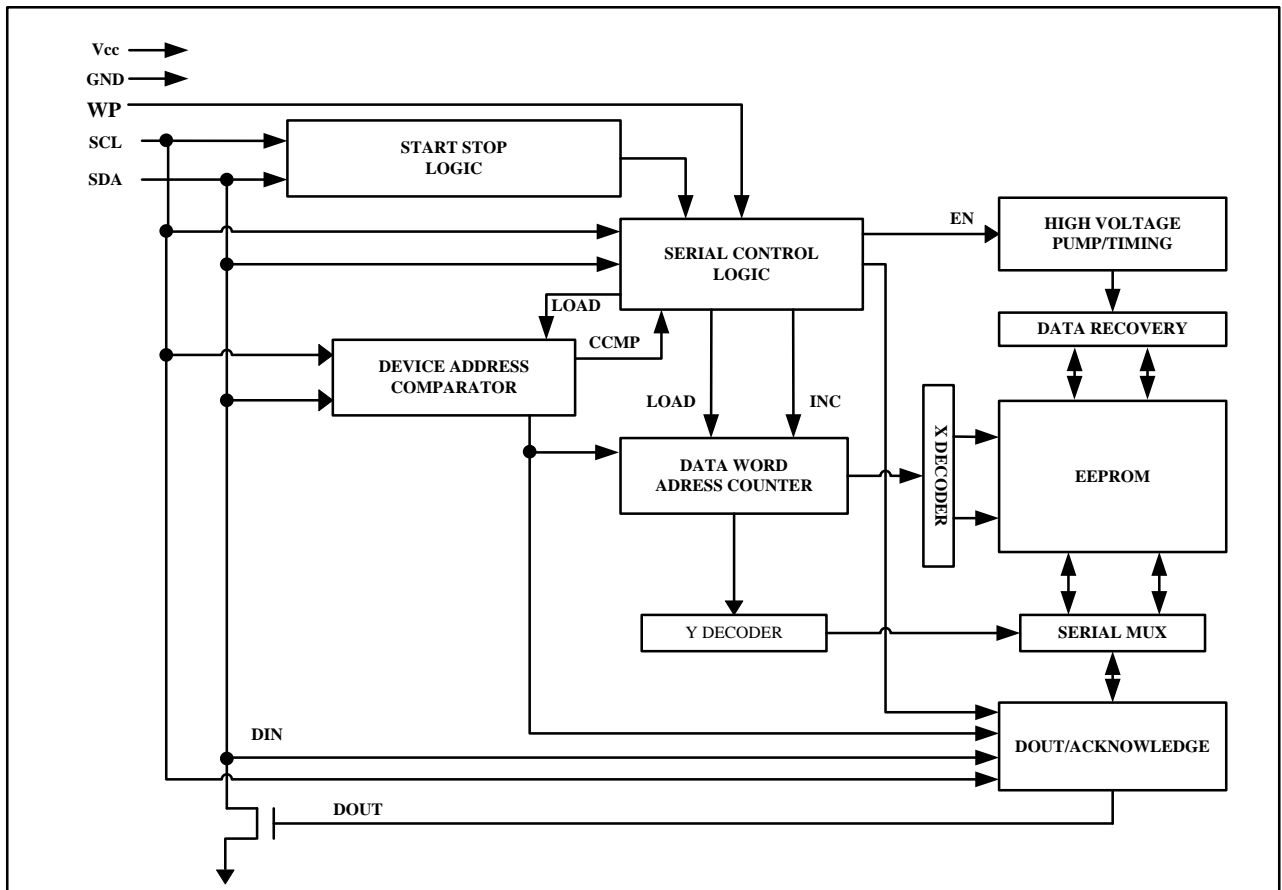 Vcc
GND
WP
SCL
SDA
START STOP
LOGIC
SERIAL CONTROL
LOGIC
EN
HIGH VOLTAGE
PUMP/TIMING
LOAD
CCMP
DATA RECOVERY
DEVICE ADDRESS
COMPARATOR
LOAD
INC
X DECODER
EEPROM
DATA WORD
ADRESS COUNTER
Y DECODER
SERIAL MUX
DIN
DOUT/ACKNOWLEDGE
DOUT